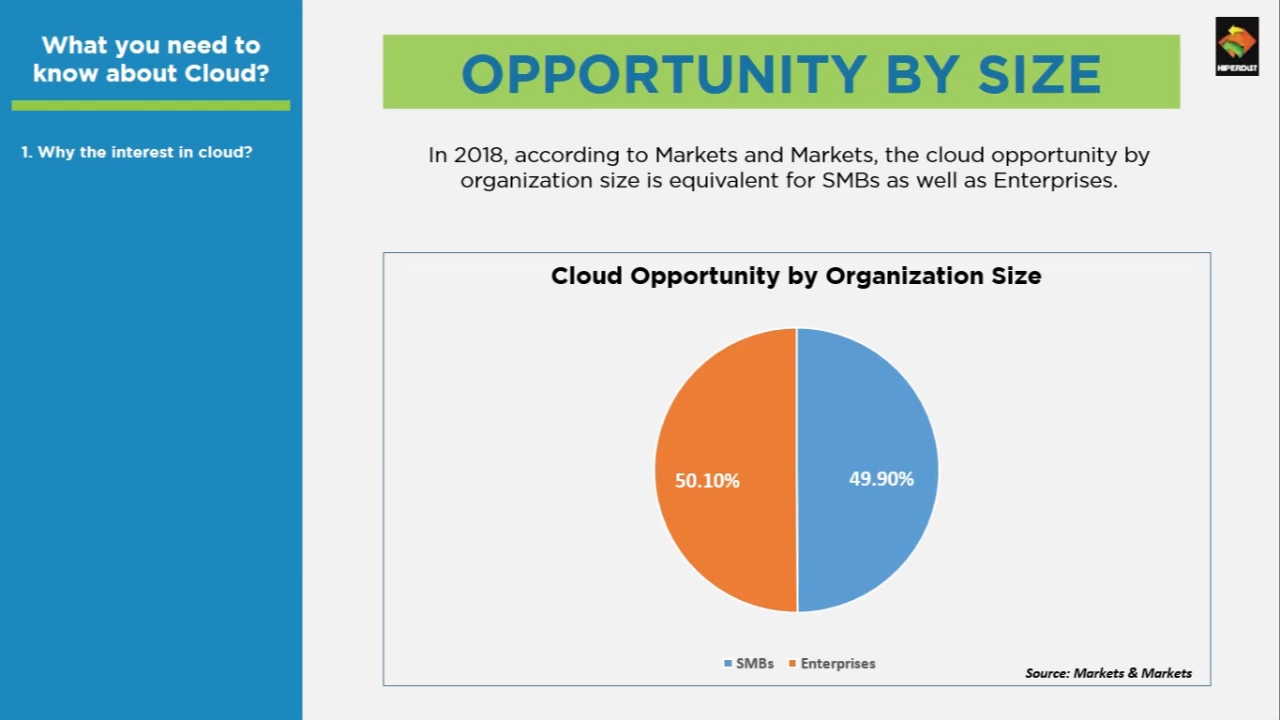 What you need to
know about Cloud?
1. Why the interest in cloud?
OPPORTUNITY BY SIZE
HIPERDIST
In 2018, according to Markets and Markets, the cloud opportunity by
organization size is equivalent for SMBs as well as Enterprises.
Cloud Opportunity by Organization Size
50.10%
49.90%
SMBs Enterprises
Source: Markets & Markets